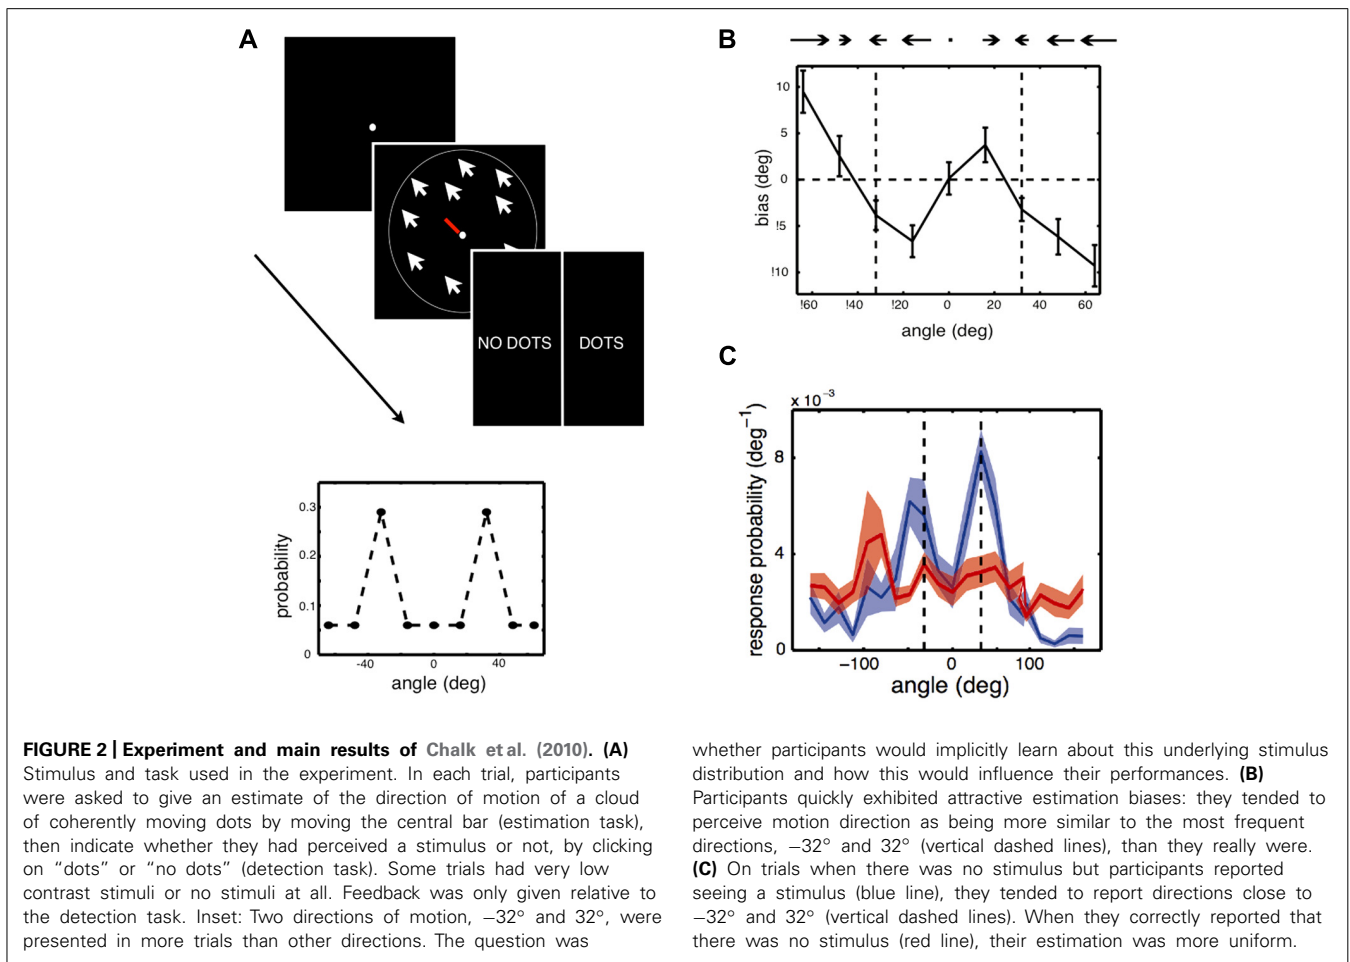 A
NO DOTS
DOTS
probability
0.3
0.2
0.1
0
-40
0
40
angle (deg)
B
bias (deg)
10
5
0
!5
!10
!60
!40
!20
0
20
40
60
angle (deg)
C
x 10⁻³
response probability (deg⁻¹)
8
4
0
−100
0
100
angle (deg)
FIGURE 2 | Experiment and main results of Chalk et al. (2010). (A)
Stimulus and task used in the experiment. In each trial, participants
were asked to give an estimate of the direction of motion of a cloud
of coherently moving dots by moving the central bar (estimation task),
then indicate whether they had perceived a stimulus or not, by clicking
on “dots” or “no dots” (detection task). Some trials had very low
contrast stimuli or no stimuli at all. Feedback was only given relative to
the detection task. Inset: Two directions of motion, −32° and 32°, were
presented in more trials than other directions. The question was
whether participants would implicitly learn about this underlying stimulus
distribution and how this would influence their performances. (B)
Participants quickly exhibited attractive estimation biases: they tended to
perceive motion direction as being more similar to the most frequent
directions, −32° and 32° (vertical dashed lines), than they really were.
(C) On trials when there was no stimulus but participants reported
seeing a stimulus (blue line), they tended to report directions close to
−32° and 32° (vertical dashed lines). When they correctly reported that
there was no stimulus (red line), their estimation was more uniform.